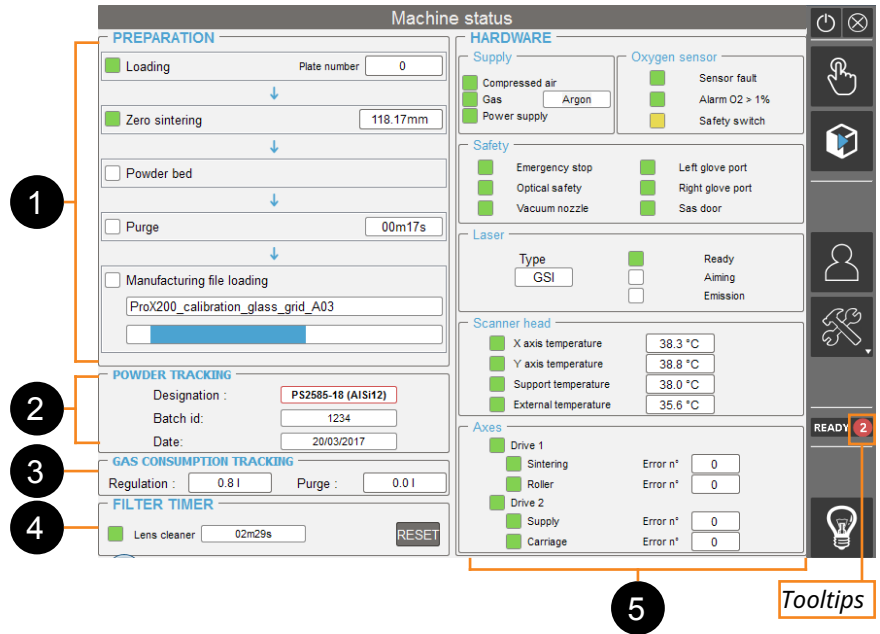 Machine status
PREPARATION
Loading Plate number 0
Zero sintering 118.17mm
Powder bed
Purge 00m17s
Manufacturing file loading
ProX200_calibration_glass_grid_A03
1
POWDER TRACKING
Designation : PS2585-18 (AlSi12)
Batch id: 1234
Date: 20/03/2017
2
GAS CONSUMPTION TRACKING
Regulation : 0.8 l Purge : 0.0 l
3
FILTER TIMER
Lens cleaner 02m29s RESET
4
HARDWARE
Supply
Compressed air
Gas Argon
Power supply
Oxygen sensor
Sensor fault
Alarm O2 > 1%
Safety switch
Safety
Emergency stop Left glove port
Optical safety Right glove port
Vacuum nozzle Sas door
Laser
Type Ready
GSI Aiming
Emission
Scanner head
X axis temperature 38.3 °C
Y axis temperature 38.8 °C
Support temperature 38.0 °C
External temperature 35.6 °C
Axes
Drive 1
Sintering Error n° 0
Roller Error n° 0
Drive 2
Supply Error n° 0
Carriage Error n° 0
5
READY 2
Tooltips